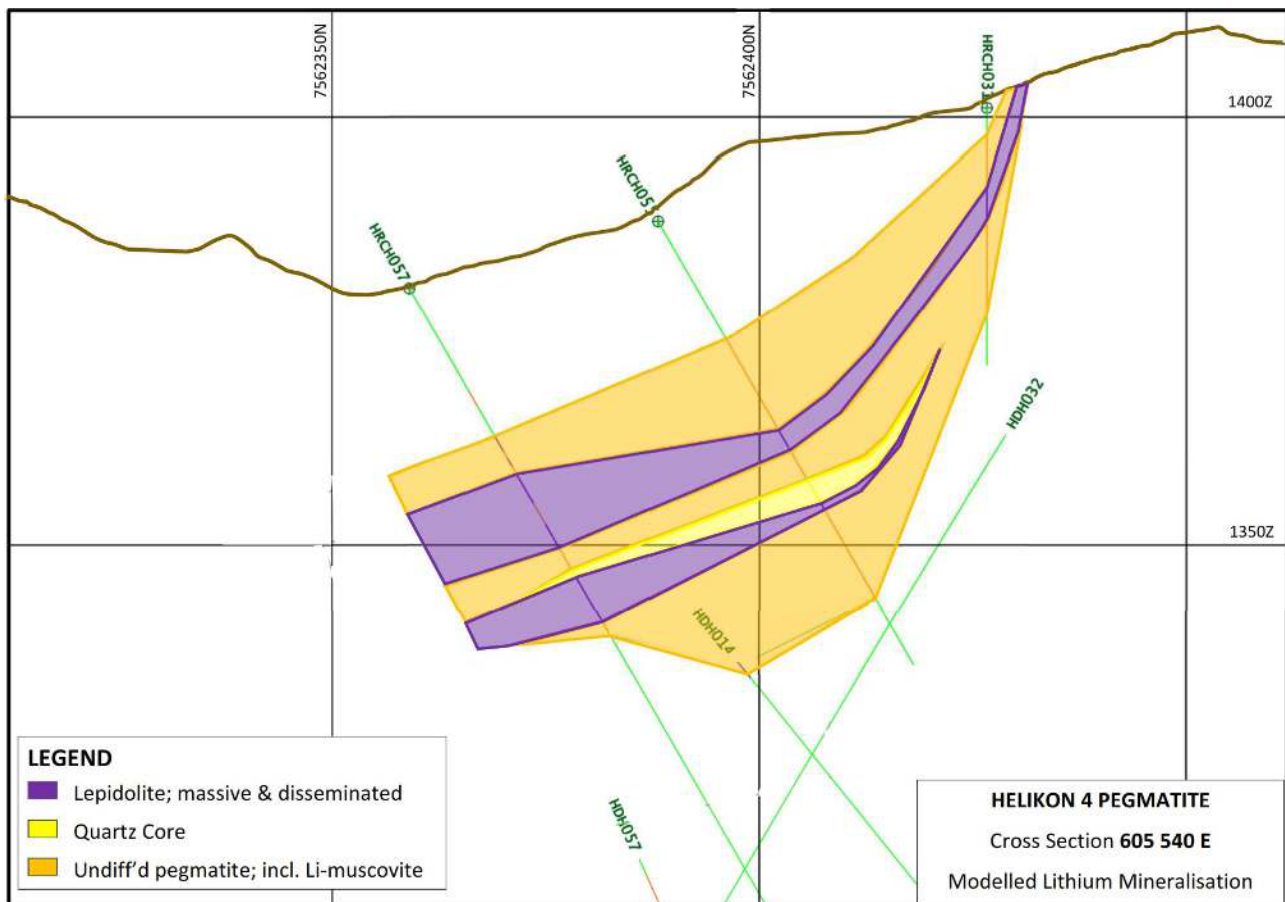 7562350N
7562400N
HRCH031
1400Z
HRCH055
HRCH057
HDH032
1350Z
HDH014
HDH057
LEGEND
Lepidolite; massive & disseminated
Quartz Core
Undiff'd pegmatite; incl. Li-muscovite
HELIKON 4 PEGMATITE
Cross Section 605 540 E
Modelled Lithium Mineralisation